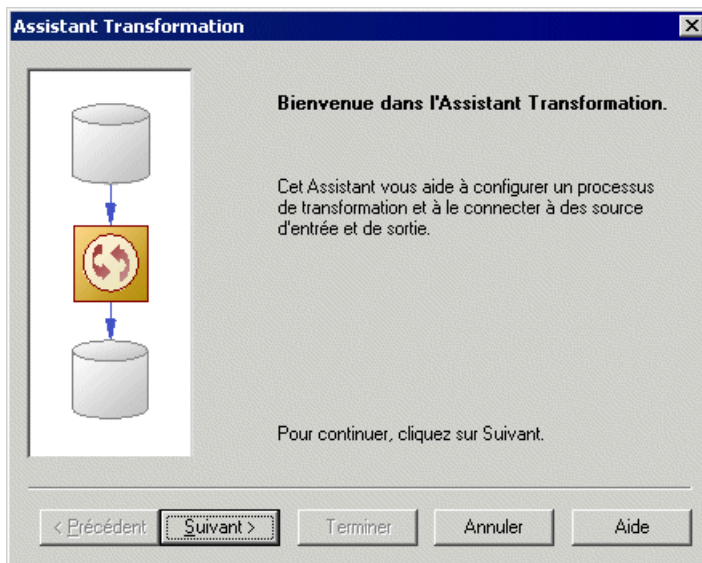 Assistant Transformation
Bienvenue dans l'Assistant Transformation.
Cet Assistant vous aide à configurer un processus
de transformation et à le connecter à des source
d'entrée et de sortie.
Pour continuer, cliquez sur Suivant.
< Précédent Suivant > Terminer Annuler Aide